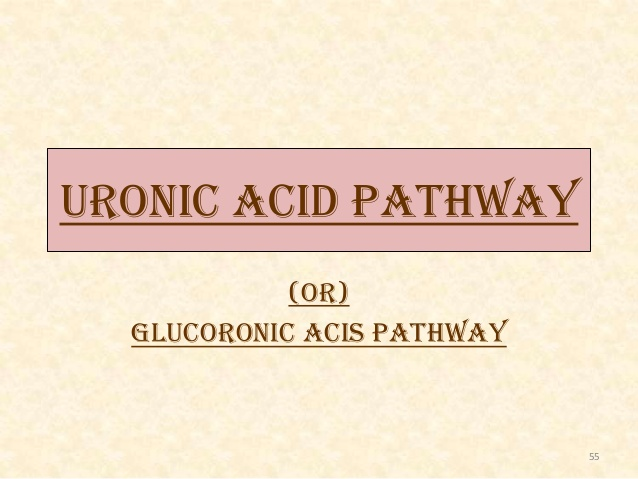 URONIC ACID PATHWAY
(OR)
GLUCORONIC ACIS PATHWAY
55